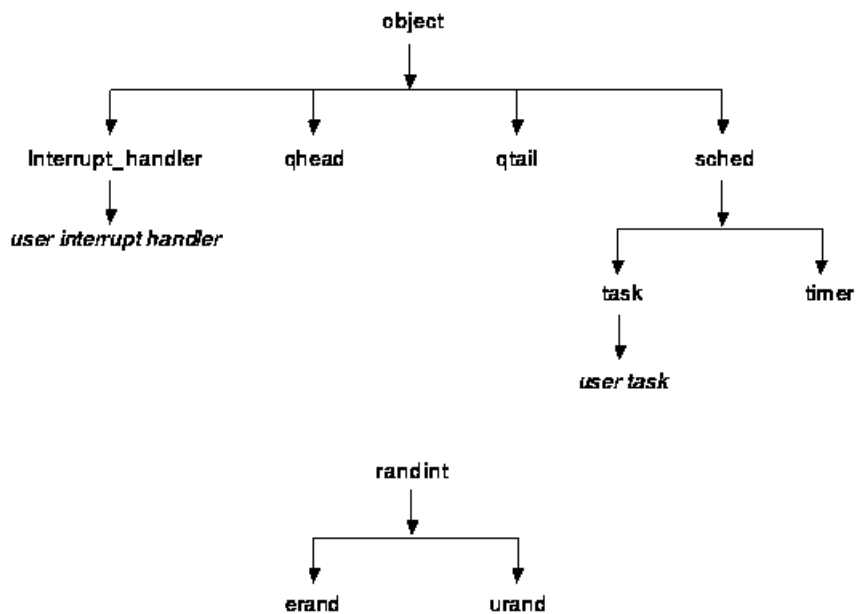 object
Interrupt_handler
qhead
qtail
sched
user interrupt handler
task
timer
user task
randint
erand
urand